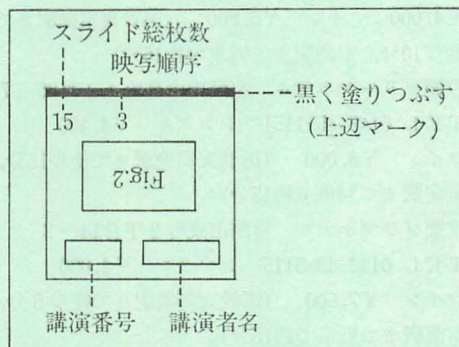 スライド総枚数
映写順序
黒く塗りつぶす
(上辺マーク)
15 3
Fig.2
講演番号 講演者名